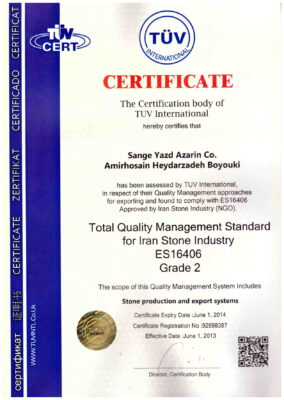 TÜV
CERT
TÜV
INTERNATIONAL
CERTIFICATE
The Certification body of
TUV International
hereby certifies that
Sange Yazd Azarin Co.
Amirhosain Heydarzadeh Boyouki
has been assessed by TUV International,
in respect of their Quality Management approaches
for exporting and found to comply with ES16406
Approved by Iran Stone Industry (NGO).
Total Quality Management Standard
for Iran Stone Industry
ES16406
Grade 2
The scope of this Quality Management System Includes
Stone production and export systems
Certificate Expiry Date :June 1, 2014
Certificate Registration No :92698387
Effective Date :June 1, 2013
Director, Certification Body
сертификат 证明书 CERTIFICATE ZERTIFIKAT CERTIFICADO CERTIFICAT
WWW.TUVINTL.Co.Uk